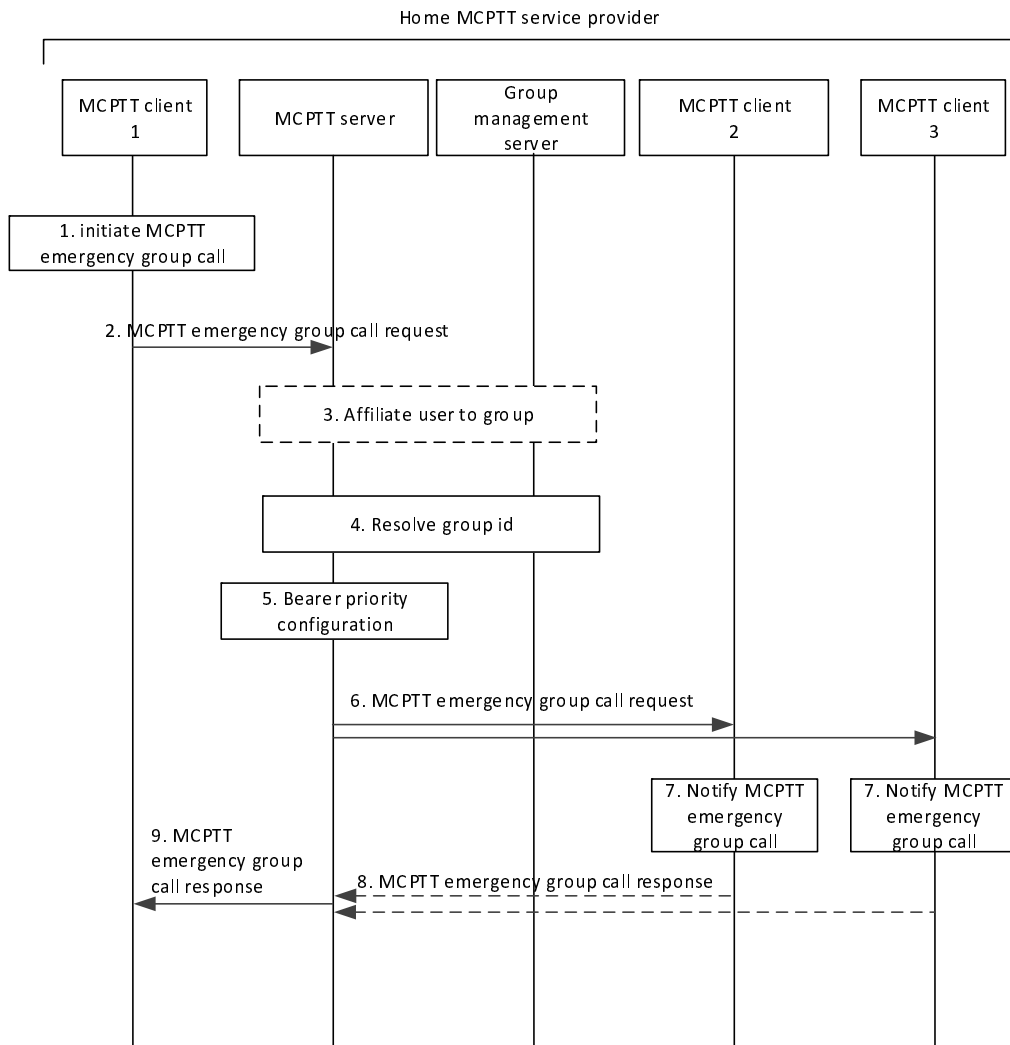 Home MCPTT service provider
MCPTT client
1
MCPTT server
Group
management
server
MCPTT client
2
MCPTT client
3
1. initiate MCPTT
emergency group call
2. MCPTT emergency group call request
3. Affiliate user to group
4. Resolve group id
5. Bearer priority
configuration
6. MCPTT emergency group call request
7. Notify MCPTT
emergency
group call
7. Notify MCPTT
emergency
group call
9. MCPTT
emergency group
call response
8. MCPTT emergency group call response